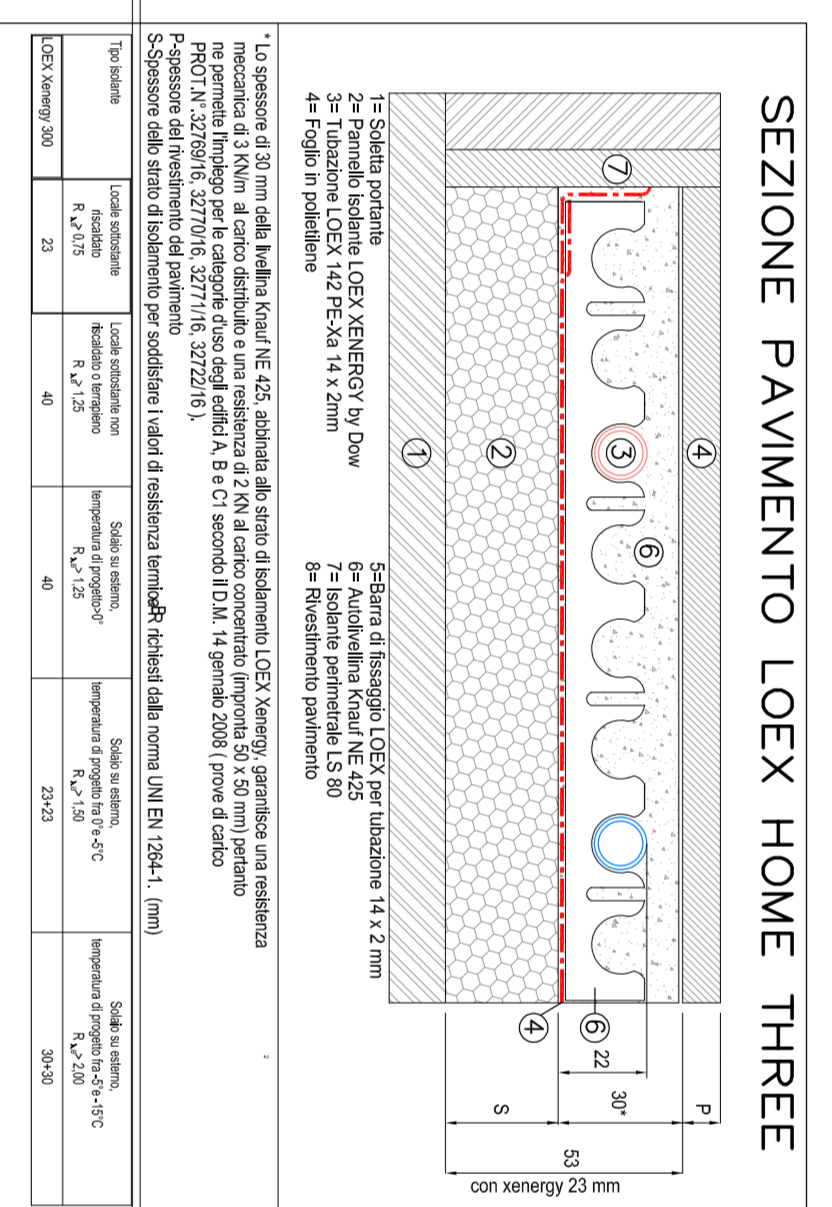 SEZIONE PAVIMENTO LOEX HOME THREE
4
7
3
6
2
1
4
6
22
30*
P
S
53
con xenergy 23 mm
1= Soletta portante
2= Pannello isolante LOEX XENERGY by Dow
3= Tubazione LOEX 142 PE-Xa 14 x 2mm
4= Foglio in polietilene
5=Barra di fissaggio LOEX per tubazione 14 x 2 mm
6= Autolivellina Knauf NE 425
7= Isolante perimetrale LS 80
8= Rivestimento pavimento
* Lo spessore di 30 mm della livellina Knauf NE 425, abbinata allo strato di isolamento LOEX Xenergy, garantisce una resistenza
meccanica di 3 KN/m al carico distribuito e una resistenza di 2 KN al carico concentrato (impronta 50 x 50 mm) pertanto
2
ne permette l'impiego per le categorie d'uso degli edifici A, B e C1 secondo il D.M. 14 gennaio 2008 ( prove di carico
PROT.N°.32769/16, 32770/16, 32771/16, 32722/16 ).
P-spessore del rivestimento del pavimento
S-Spessore dello strato di isolamento per soddisfare i valori di resistenza termica R richiesti dalla norma UNI EN 1264-1. (mm)
Tipo isolante
Locale sottostante
riscaldato
R λ,ε≥ 0,75
Locale sottostante non
riscaldato o terrapieno
R λ,ε≥ 1,25
Solaio su esterno,
temperatura di progetto>0°
R λ,ε≥ 1,25
Solaio su esterno,
temperatura di progetto fra 0°e -5°C
R λ,ε≥ 1,50
Solaio su esterno,
temperatura di progetto fra -5°e -15°C
R λ,ε≥ 2,00
LOEX Xenergy 300
23
40
40
23+23
30+30